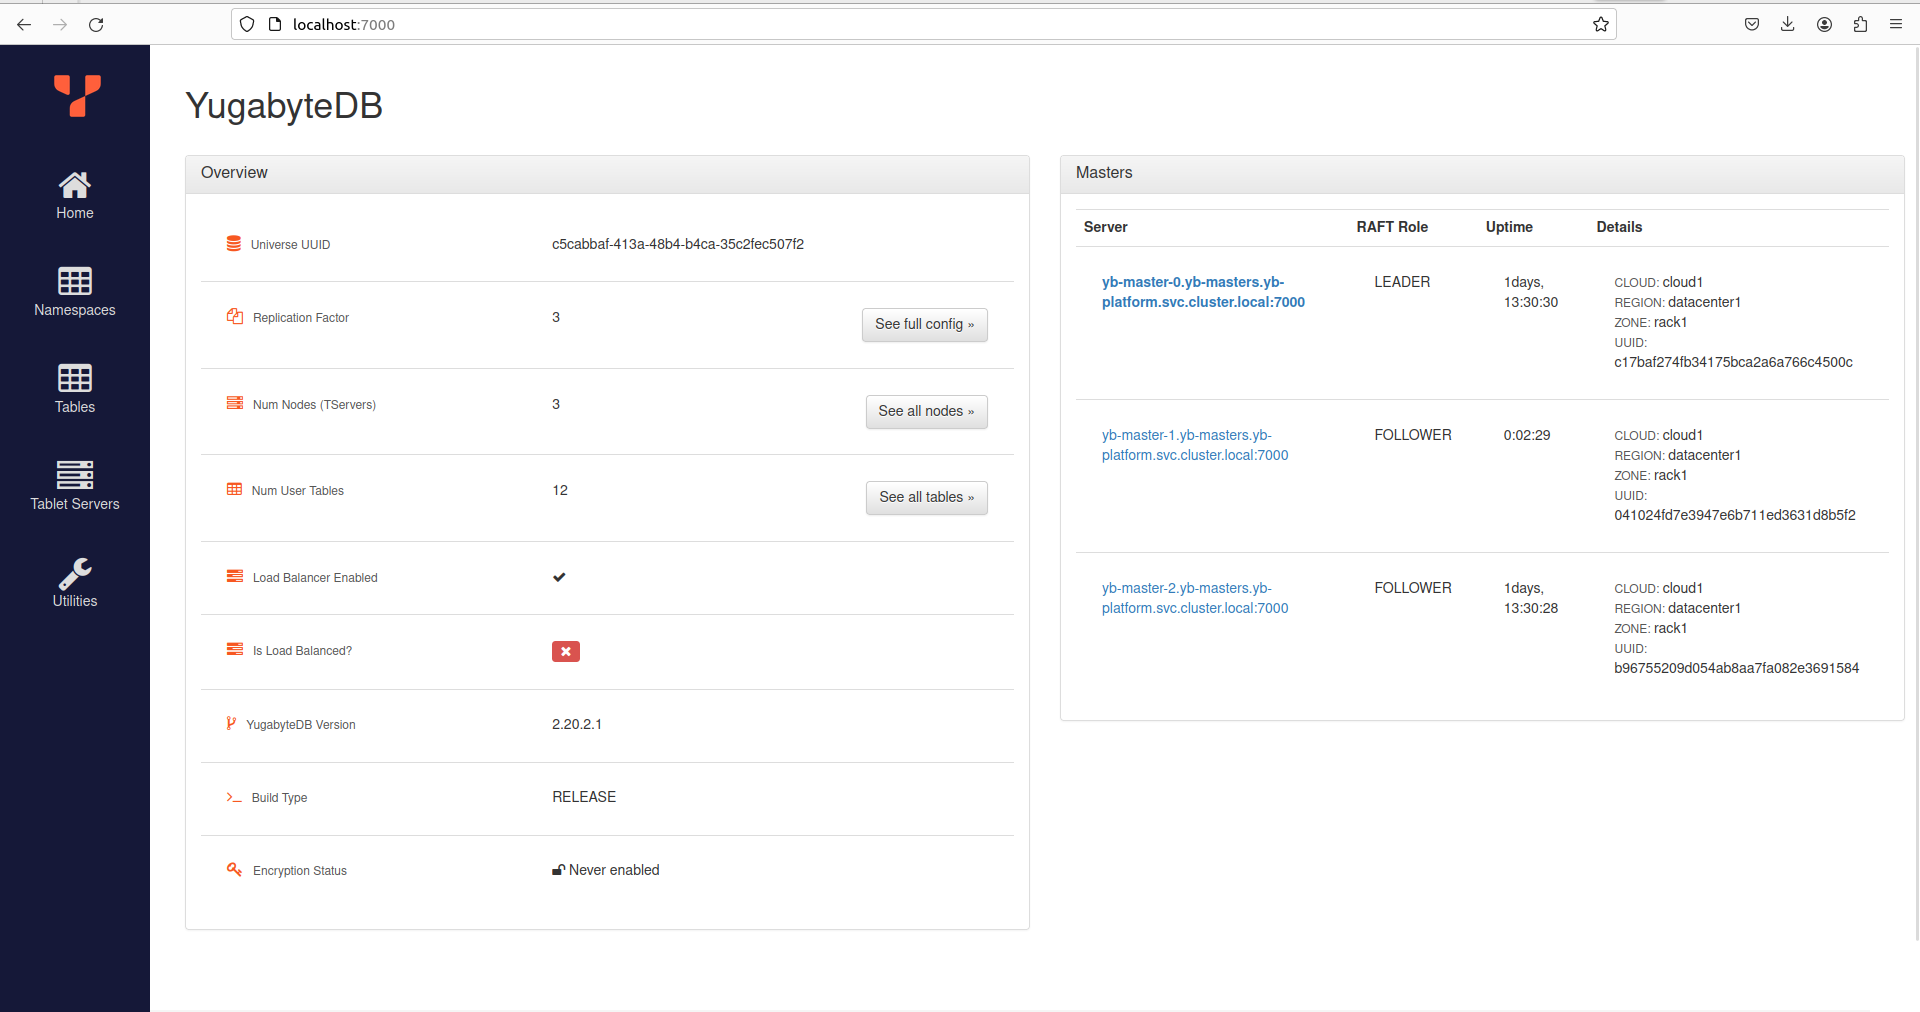 localhost:7000
Home
Namespaces
Tables
Tablet Servers
Utilities
YugabyteDB
Overview
Universe UUID
c5cabbaf-413a-48b4-b4ca-35c2fec507f2
Replication Factor
3
See full config »
Num Nodes (TServers)
3
See all nodes »
Num User Tables
12
See all tables »
Load Balancer Enabled
Is Load Balanced?
YugabyteDB Version
2.20.2.1
Build Type
RELEASE
Encryption Status
Never enabled
Masters
Server
RAFT Role
Uptime
Details
yb-master-0.yb-masters.yb-
platform.svc.cluster.local:7000
LEADER
1days,
13:30:30
CLOUD: cloud1
REGION: datacenter1
ZONE: rack1
UUID:
c17baf274fb34175bca2a6a766c4500c
yb-master-1.yb-masters.yb-
platform.svc.cluster.local:7000
FOLLOWER
0:02:29
CLOUD: cloud1
REGION: datacenter1
ZONE: rack1
UUID:
041024fd7e3947e6b711ed3631d8b5f2
yb-master-2.yb-masters.yb-
platform.svc.cluster.local:7000
FOLLOWER
1days,
13:30:28
CLOUD: cloud1
REGION: datacenter1
ZONE: rack1
UUID:
b96755209d054ab8aa7fa082e3691584